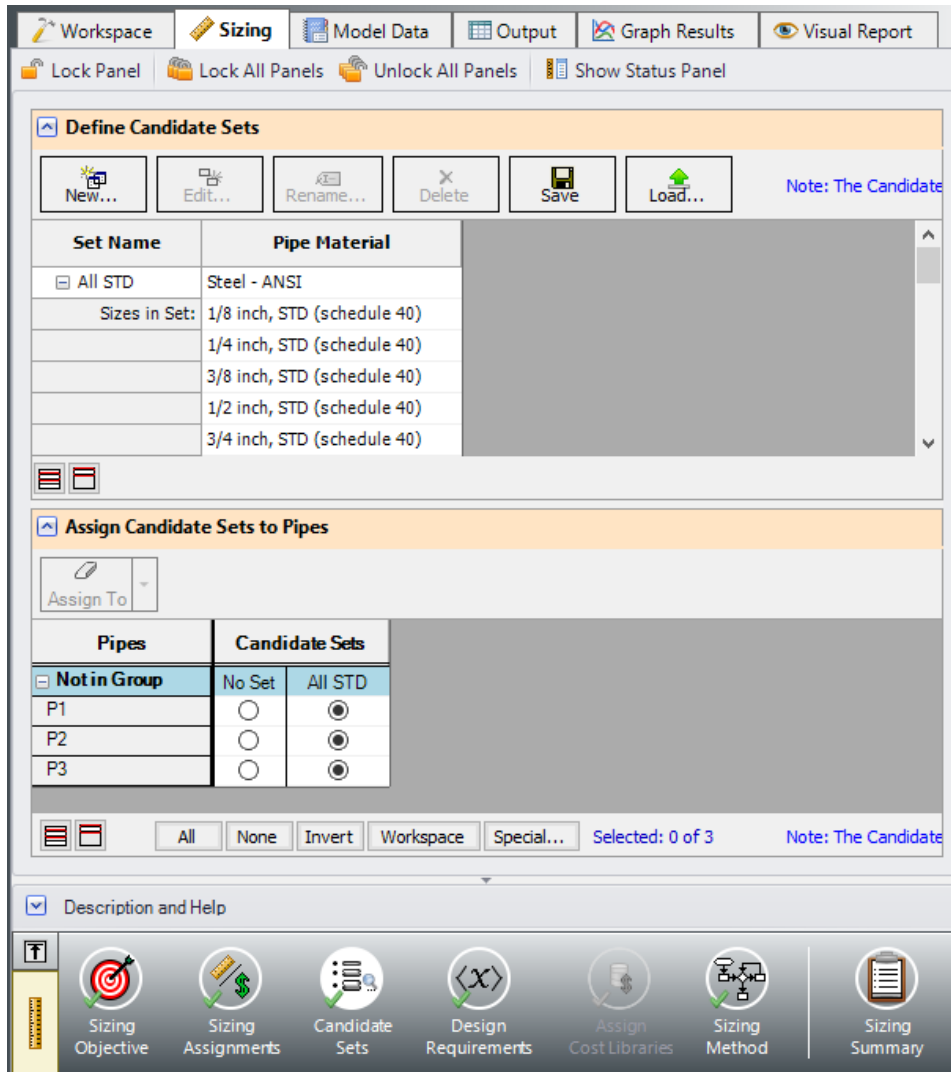 Workspace Sizing Model Data Output Graph Results Visual Report
Lock Panel Lock All Panels Unlock All Panels Show Status Panel
Define Candidate Sets
New... Edit... Rename... Delete Save Load... Note: The Candidate
Set Name Pipe Material
All STD Steel - ANSI
Sizes in Set: 1/8 inch, STD (schedule 40)
1/4 inch, STD (schedule 40)
3/8 inch, STD (schedule 40)
1/2 inch, STD (schedule 40)
3/4 inch, STD (schedule 40)
Assign Candidate Sets to Pipes
Assign To
Pipes Candidate Sets
Not in Group No Set All STD
P1
P2
P3
All None Invert Workspace Special... Selected: 0 of 3 Note: The Candidate
Description and Help
Sizing Objective
Sizing Assignments
Candidate Sets
Design Requirements
Assign Cost Libraries
Sizing Method
Sizing Summary